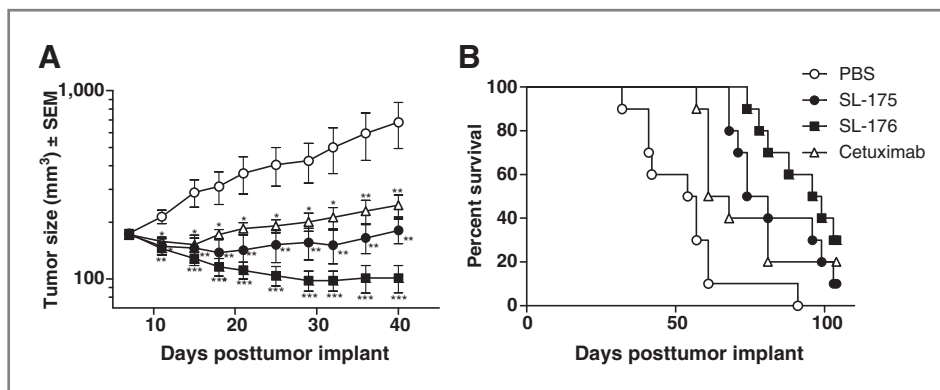 A
B
1,000
100
Tumor size (mm³) ± SEM
* * * * * * * ** **
** ** ** ** ** ** ** **
** *** *** *** *** *** *** *** ***
10 20 30 40
Days posttumor implant
PBS
SL-175
SL-176
Cetuximab
100
80
60
40
20
0
Percent survival
0 50 100
Days posttumor implant